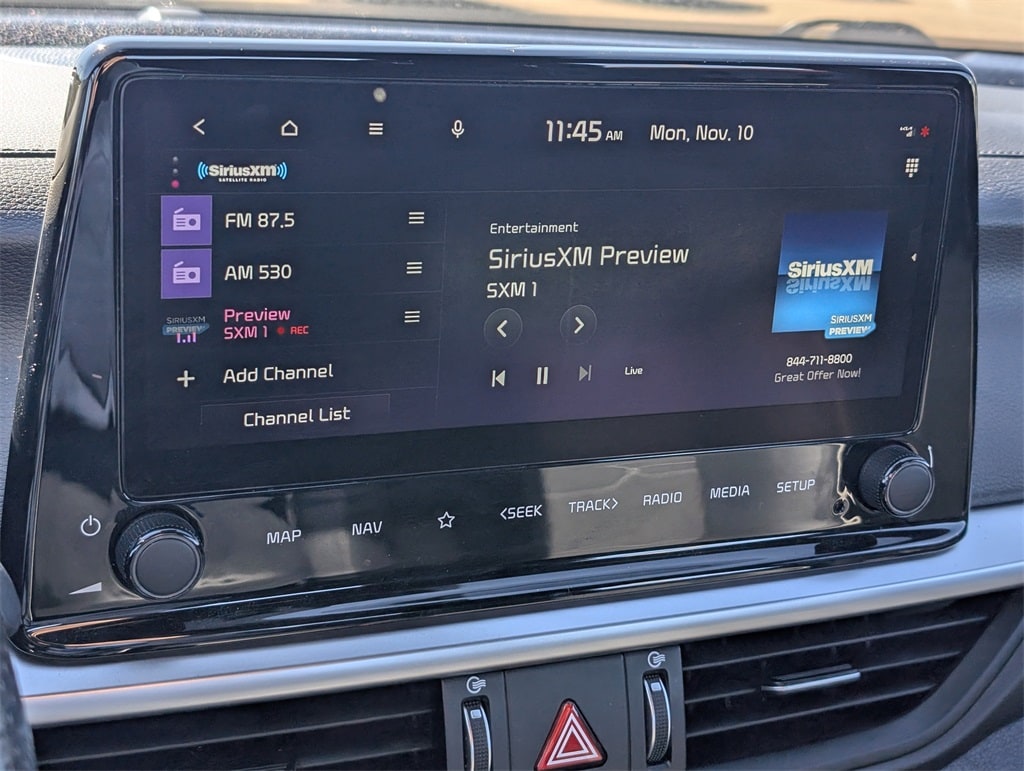 11:45 AM Mon, Nov. 10
SiriusXM
SATELLITE RADIO
FM 87.5
AM 530
SIRIUSXM
PREVIEW
Preview
SXM 1 REC
Add Channel
Channel List
Entertainment
SiriusXM Preview
SXM 1
Live
SiriusXM
SIRIUSXM
PREVIEW
844-711-8800
Great Offer Now!
MAP NAV <SEEK TRACK> RADIO MEDIA SETUP